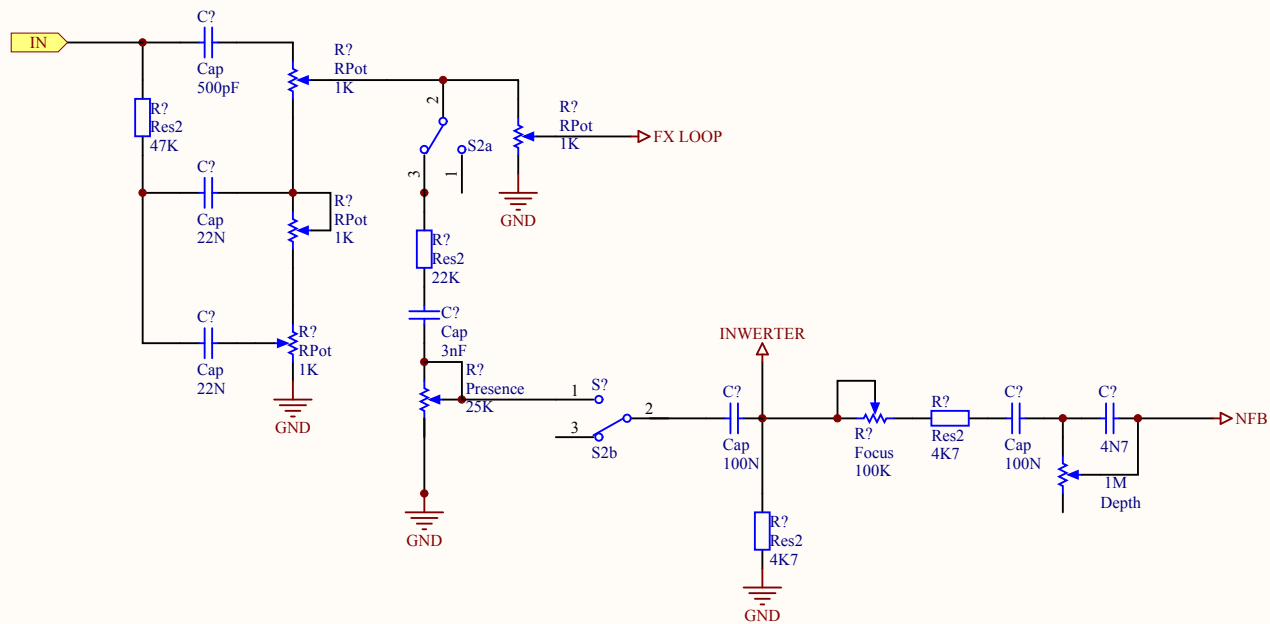 IN
C?
Cap
500pF
R?
RPot
1K
R?
Res2
47K
2
S2a
3
1
R?
RPot
1K
FX LOOP
GND
C?
Cap
22N
R?
RPot
1K
R?
Res2
22K
C?
Cap
22N
R?
RPot
1K
GND
C?
Cap
3nF
R?
Presence
25K
GND
1
S?
2
3
S2b
INWERTER
C?
Cap
100N
R?
Res2
4K7
GND
R?
Focus
100K
R?
Res2
4K7
C?
Cap
100N
C?
4N7
NFB
1M
Depth